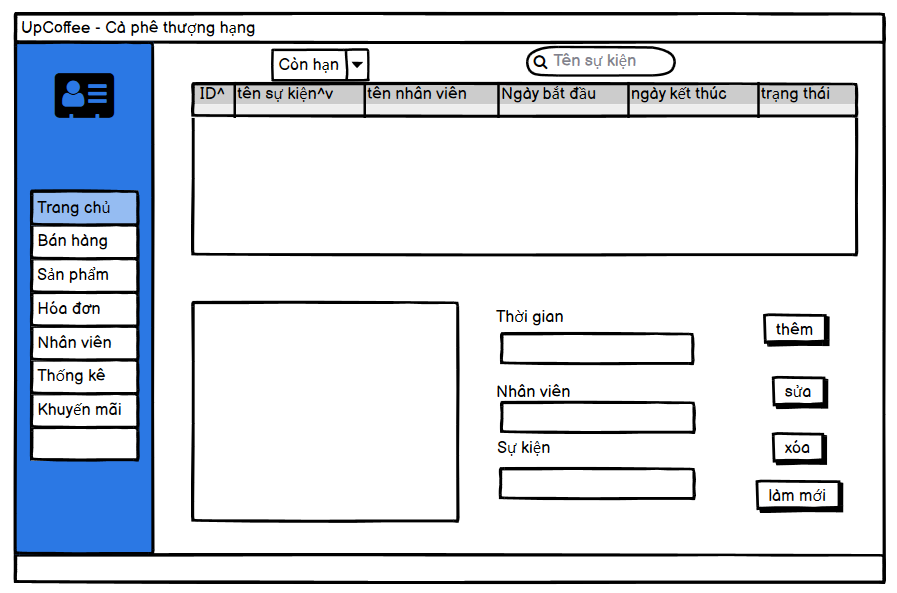 UpCoffee - Cà phê thượng hạng
Còn hạn
Tên sự kiện
ID^ tên sự kiện^v tên nhân viên Ngày bắt đầu ngày kết thúc trạng thái
Trang chủ
Bán hàng
Sản phẩm
Hóa đơn
Nhân viên
Thống kê
Khuyến mãi
Thời gian
Nhân viên
Sự kiện
thêm
sửa
xóa
làm mới